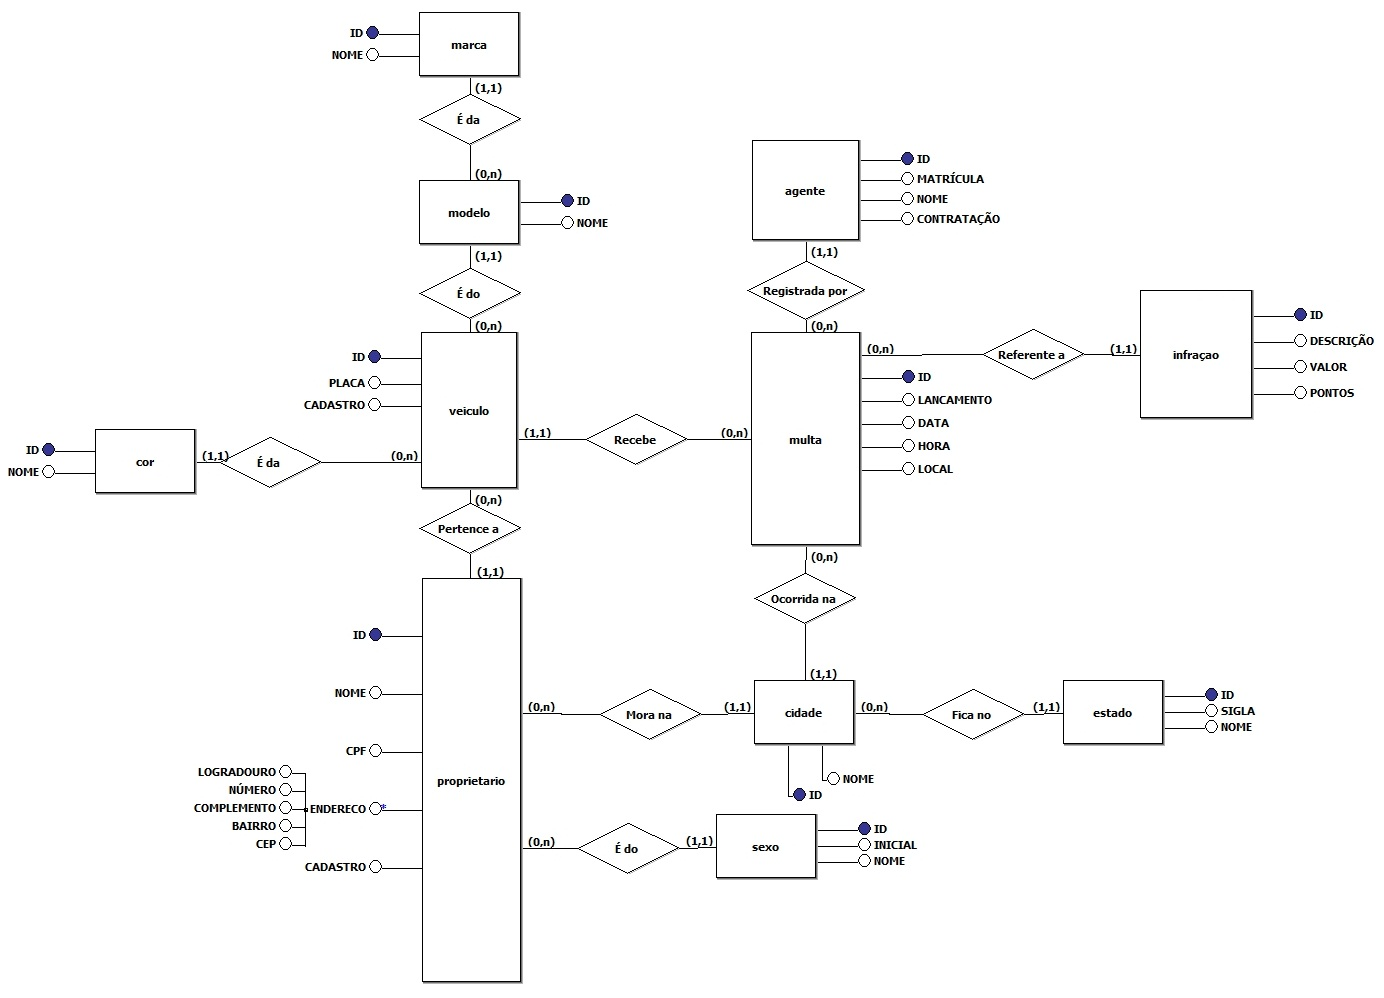 ID
NOME
marca
(1,1)
É da
(0,n)
modelo
ID
NOME
(1,1)
É do
(0,n)
ID
PLACA
CADASTRO
veiculo
ID
NOME
cor
(1,1)
É da
(0,n)
(1,1)
Recebe
(0,n)
agente
ID
MATRÍCULA
NOME
CONTRATAÇÃO
(1,1)
Registrada por
(0,n)
multa
(0,n)
Referente a
(1,1)
infraçao
ID
DESCRIÇÃO
VALOR
PONTOS
ID
LANCAMENTO
DATA
HORA
LOCAL
(0,n)
Pertence a
(1,1)
(0,n)
Ocorrida na
(1,1)
ID
NOME
CPF
LOGRADOURO
NÚMERO
COMPLEMENTO
BAIRRO
CEP
ENDERECO *
CADASTRO
proprietario
(0,n)
Mora na
(1,1)
cidade
NOME
ID
(0,n)
Fica no
(1,1)
estado
ID
SIGLA
NOME
(0,n)
É do
(1,1)
sexo
ID
INICIAL
NOME